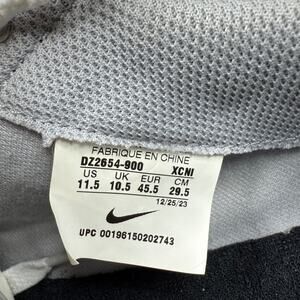 FABRIQUE EN CHINE
DZ2654-900 XCNI
US UK EUR CM
11.5 10.5 45.5 29.5
12/25/23
UPC 00196150202743